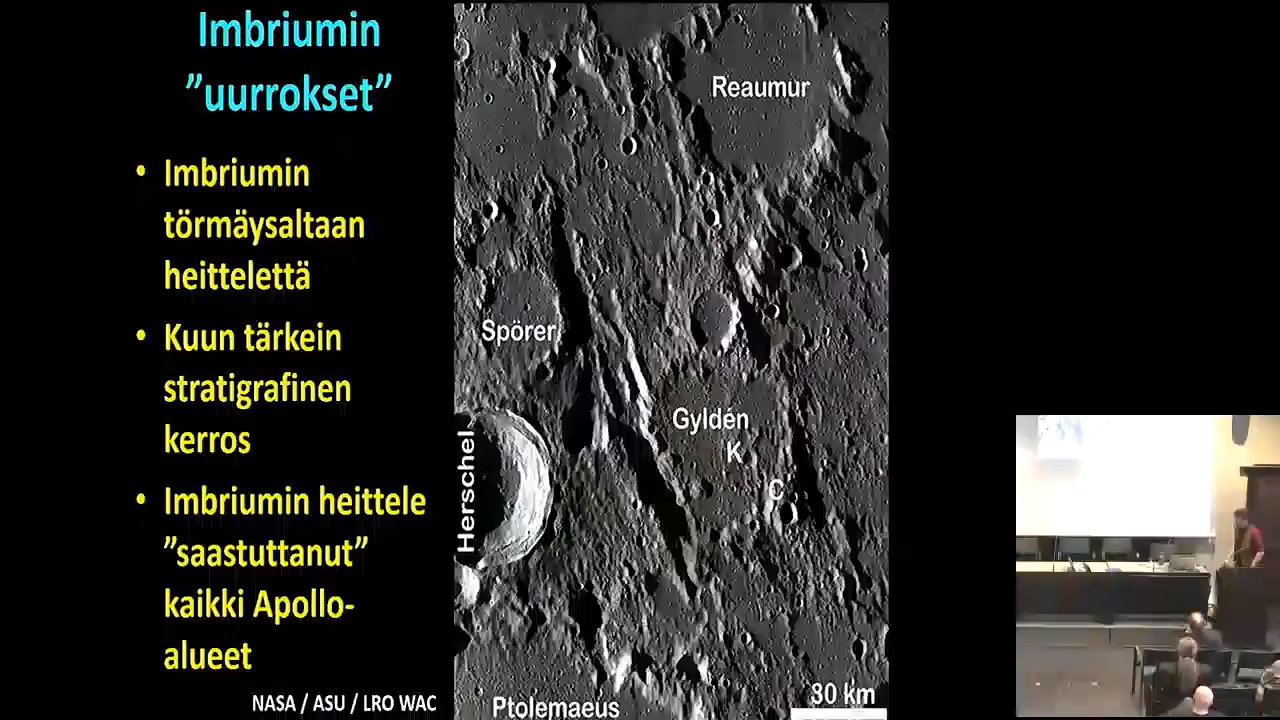 Imbriumin
”uurrokset”
• Imbriumin
törmäysaltaan
heittelettä
• Kuun tärkein
stratigrafinen
kerros
• Imbriumin heittele
”saastuttanut”
kaikki Apollo-
alueet
NASA / ASU / LRO WAC
Reaumur
Spörer
Gyldén
K
C
Herschel
Ptolemaeus
30 km